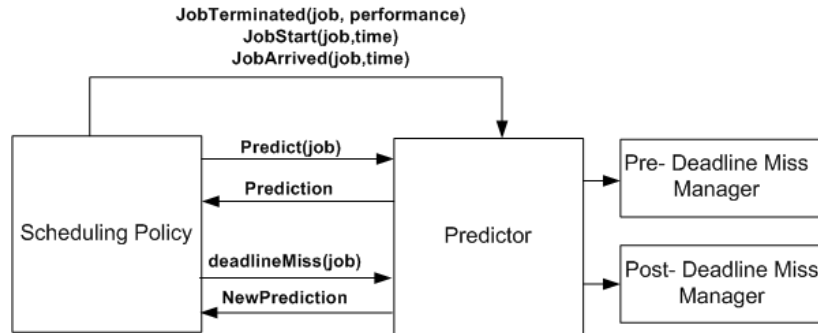 JobTerminated(job, performance)
JobStart(job,time)
JobArrived(job,time)
Predict(job)
Prediction
Scheduling Policy
deadlineMiss(job)
NewPrediction
Predictor
Pre- Deadline Miss
Manager
Post- Deadline Miss
Manager